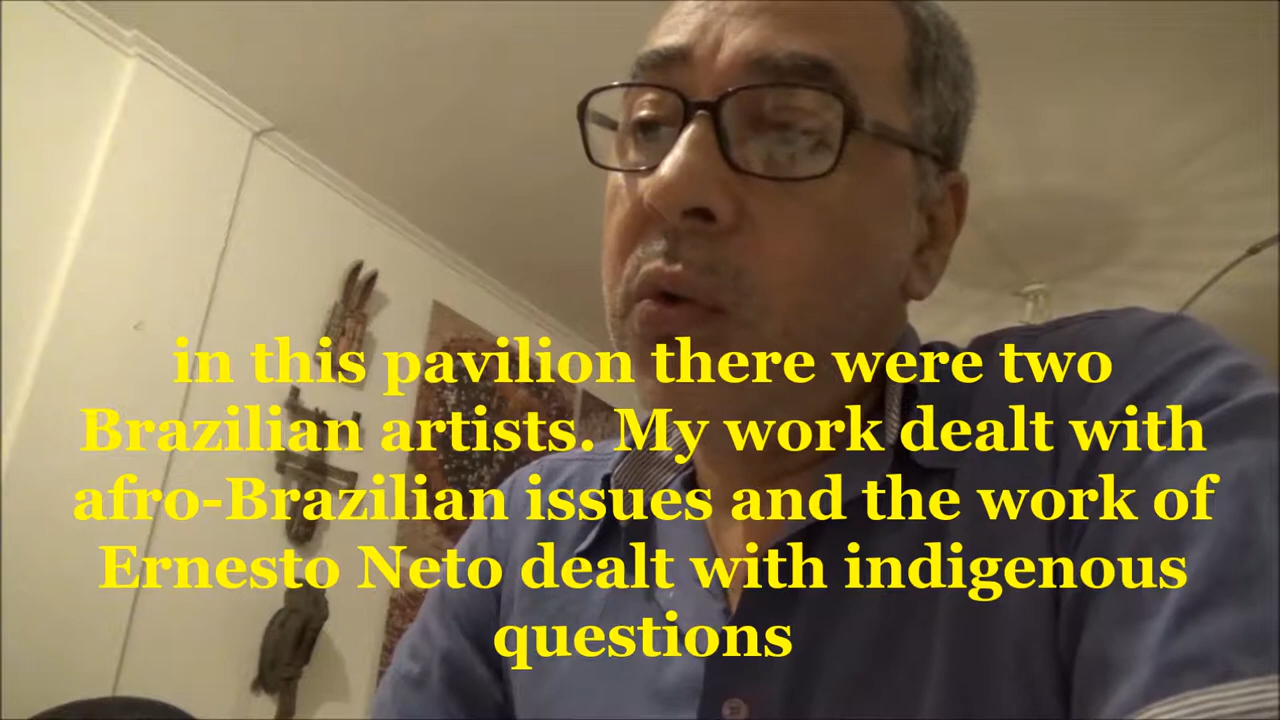 in this pavilion there were two
Brazilian artists. My work dealt with
afro-Brazilian issues and the work of
Ernesto Neto dealt with indigenous
questions